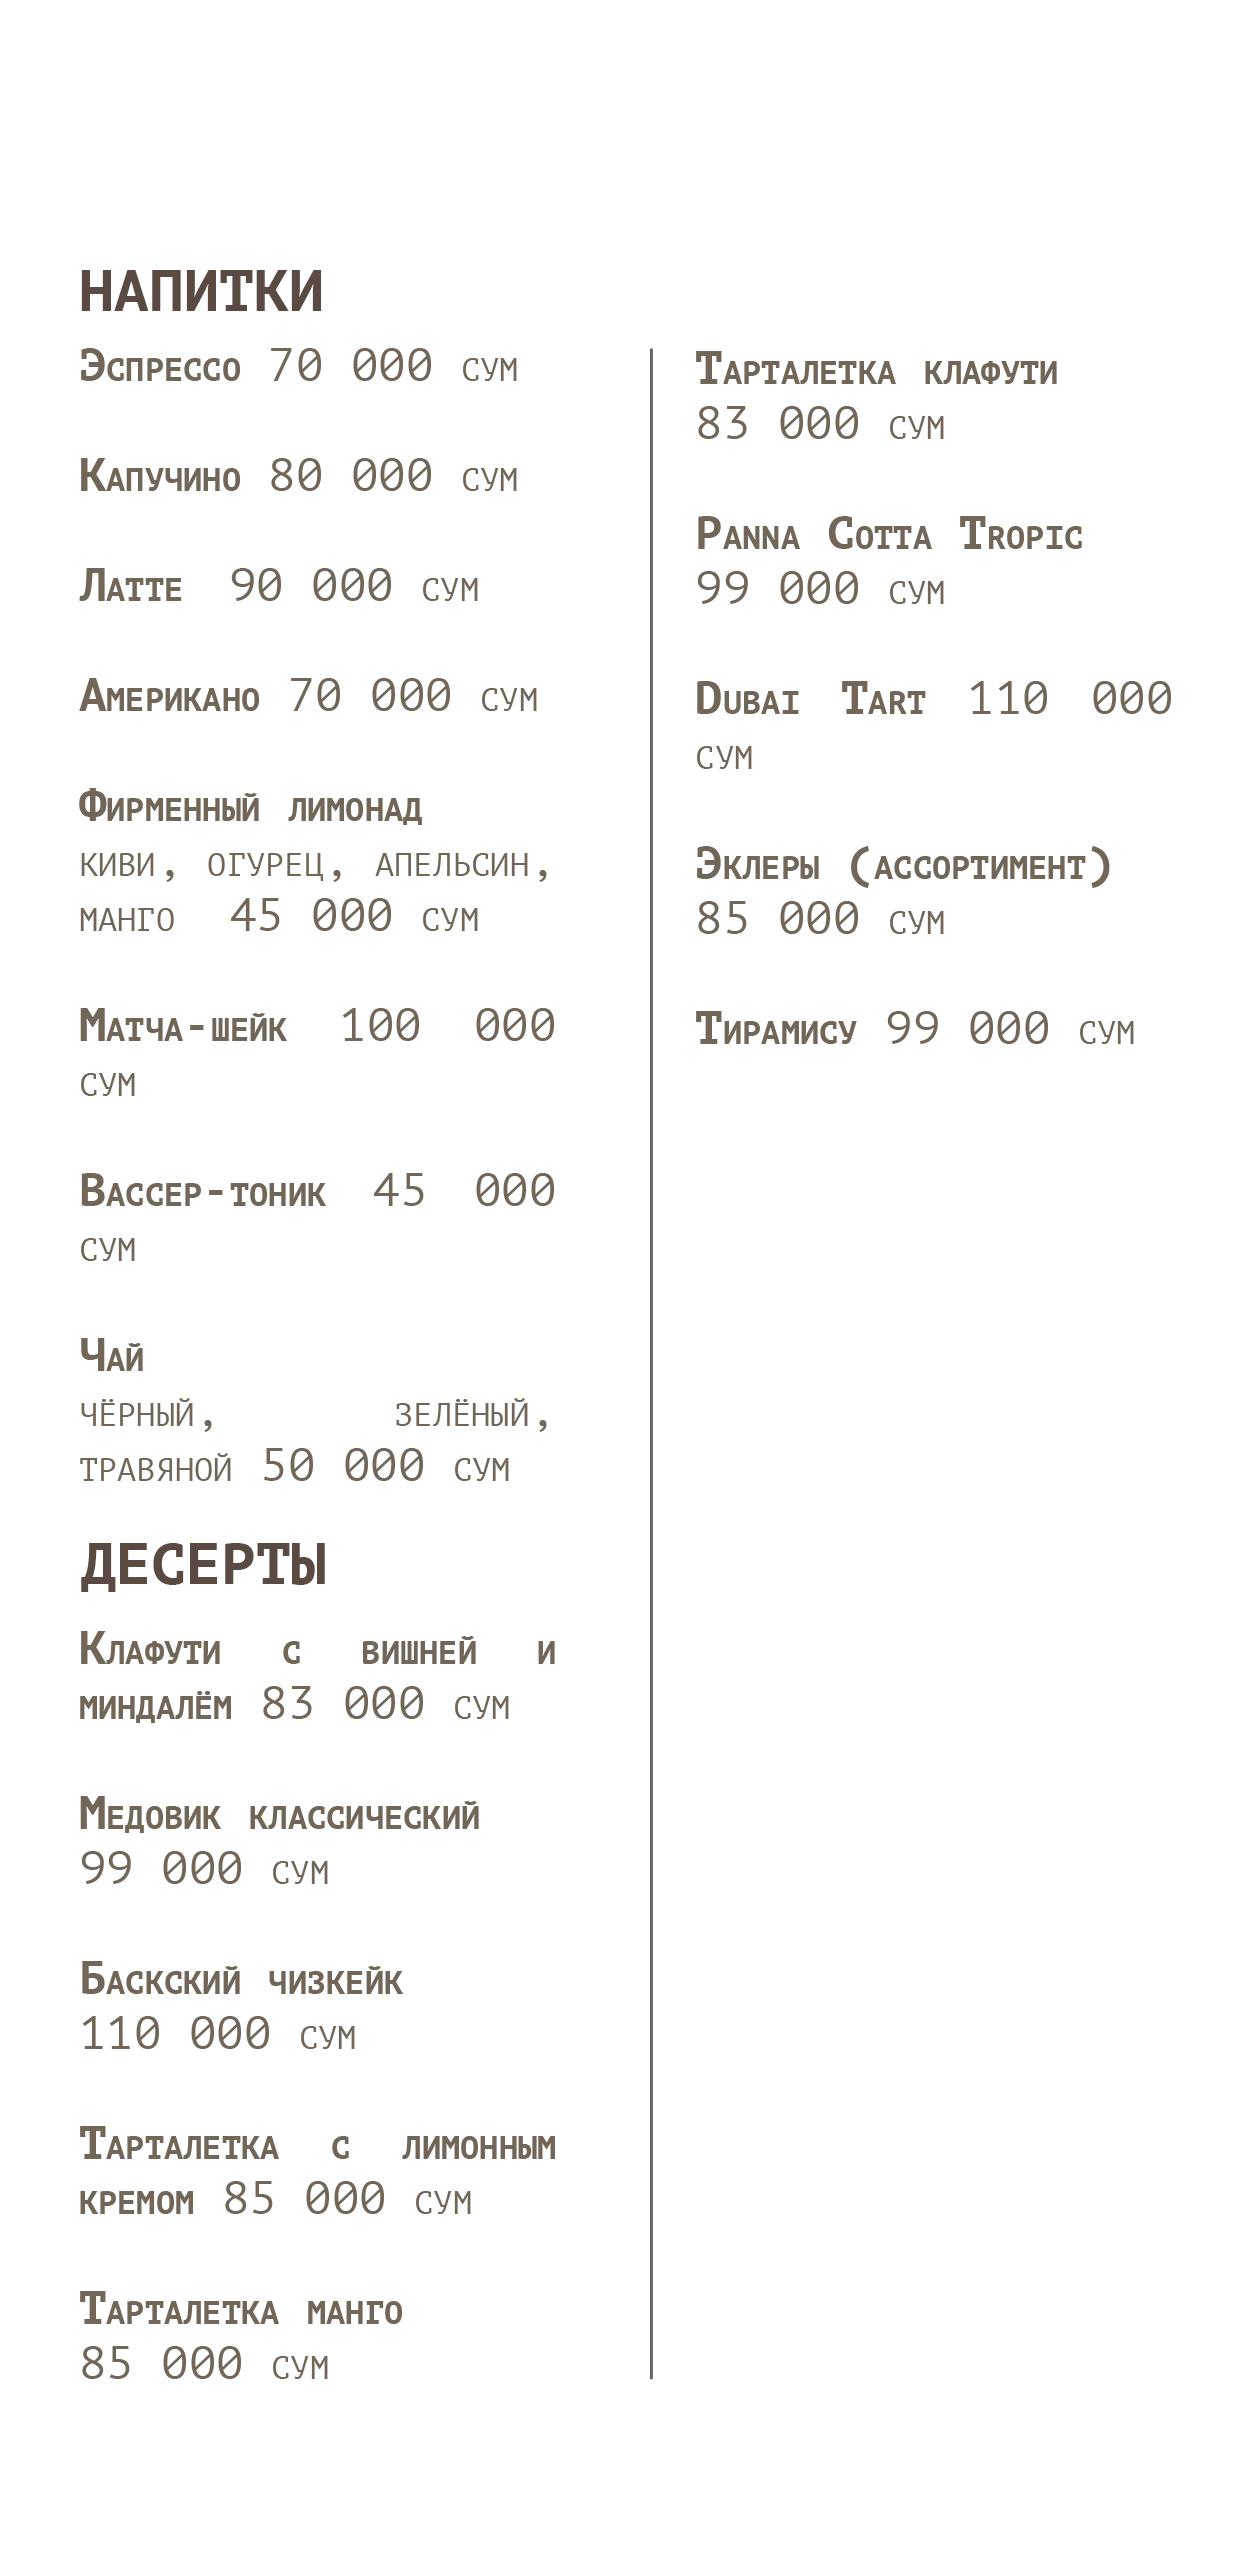 НАПИТКИ
Эспрессо 70 000 сум
Капучино 80 000 сум
Латте 90 000 сум
Американо 70 000 сум
Фирменный лимонад
киви, огурец, апельсин,
манго 45 000 сум
Матча-шейк 100 000
сум
Вассер-тоник 45 000
сум
Чай
чёрный, зелёный,
травяной 50 000 сум
ДЕСЕРТЫ
Клафути с вишней и
миндалём 83 000 сум
Медовик классический
99 000 сум
Баскский чизкейк
110 000 сум
Тарталетка с лимонным
кремом 85 000 сум
Тарталетка манго
85 000 сум
Тарталетка клафути
83 000 сум
Panna Cotta Tropic
99 000 сум
Dubai Tart 110 000
сум
Эклеры (ассортимент)
85 000 сум
Тирамису 99 000 сум